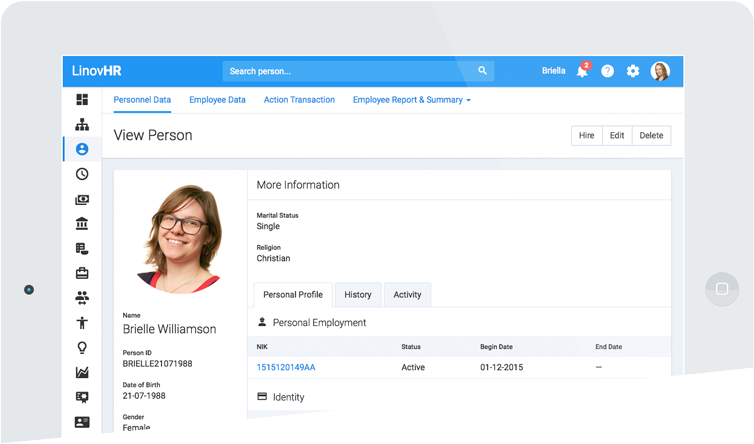 LinovHR
Search person...
Briella
2
?
Personnel Data
Employee Data
Action Transaction
Employee Report & Summary
View Person
Hire
Edit
Delete
More Information
Marital Status
Single
Religion
Christian
Personal Profile
History
Activity
Name
Brielle Williamson
Person ID
BRIELLE21071988
Date of Birth
21-07-1988
Gender
Female
Personal Employment
NIK
Status
Begin Date
End Date
1515120149AA
Active
01-12-2015
—
Identity